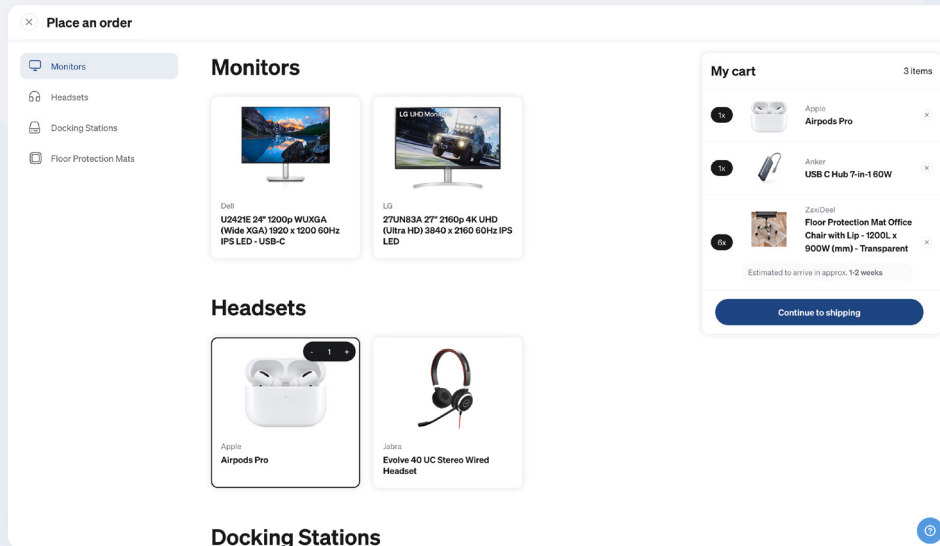 Place an order
Monitors
Headsets
Docking Stations
Floor Protection Mats
Monitors
LG UHD Monitor
Dell
U2421E 24" 1200p WUXGA
(Wide XGA) 1920 x 1200 60Hz
IPS LED - USB-C
LG
27UN83A 27" 2160p 4K UHD
(Ultra HD) 3840 x 2160 60Hz IPS
LED
Headsets
- 1 +
Apple
Airpods Pro
Jabra
Evolve 40 UC Stereo Wired
Headset
Docking Stations
My cart
3 items
1x
Apple
Airpods Pro
1x
Anker
USB C Hub 7-in-1 60W
6x
ZaxiDeel
Floor Protection Mat Office
Chair with Lip - 1200L x
900W (mm) - Transparent
Estimated to arrive in approx. 1-2 weeks
Continue to shipping